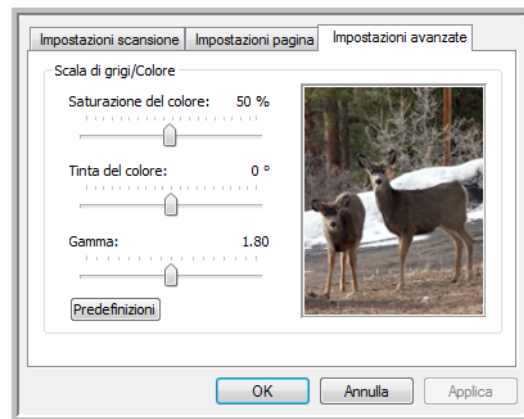 Impostazioni scansione Impostazioni pagina Impostazioni avanzate
Scala di grigi/Colore
Saturazione del colore: 50 %
Tinta del colore: 0 °
Gamma: 1.80
Predefinizioni
OK Annulla Applica